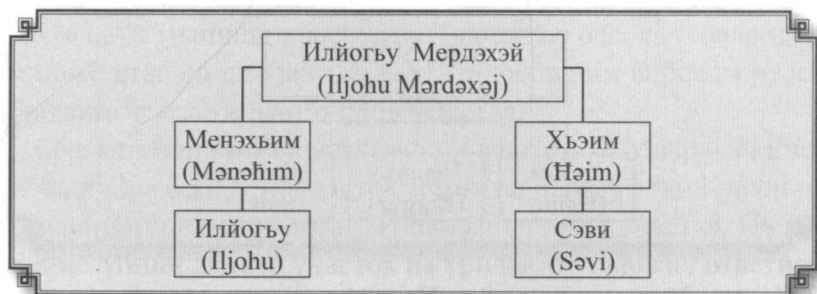 Илйогьу Мердэхэй
(Iljohu Mərdəxəj)
Менэхьим
(Mənəħim)
Хьэим
(Ħəim)
Илйогьу
(Iljohu)
Сэви
(Səvi)